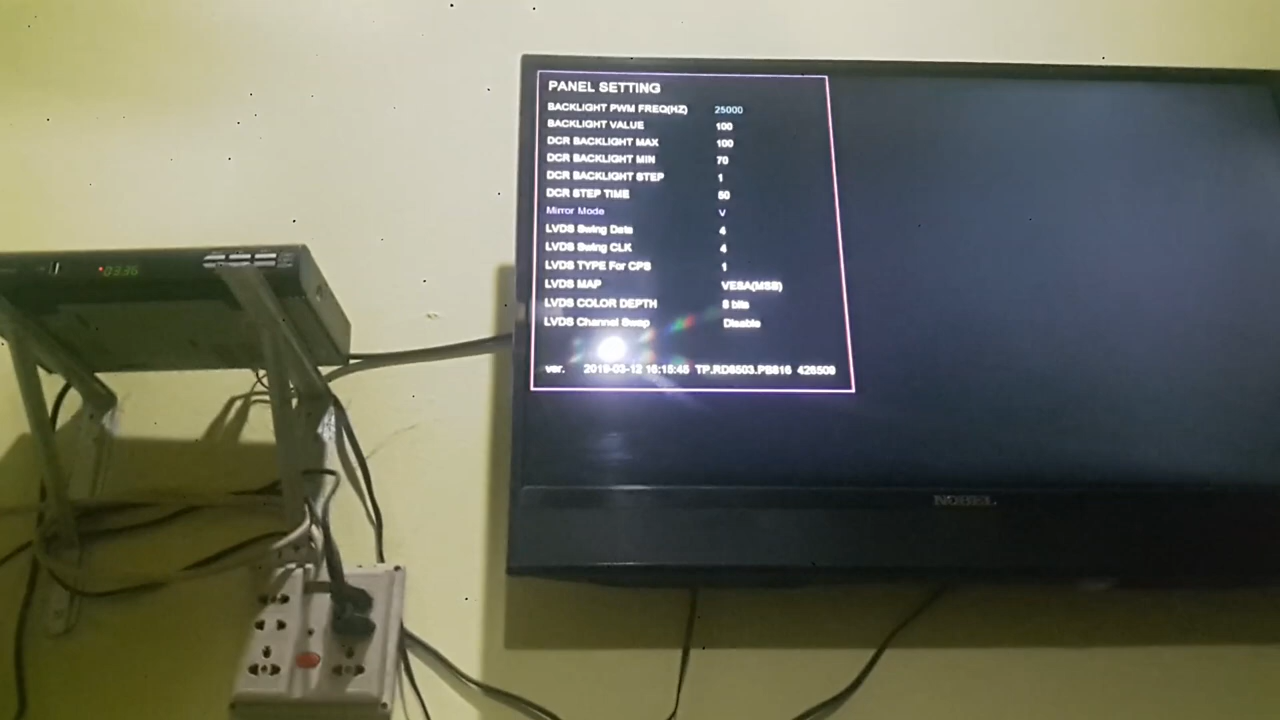 PANEL SETTING
BACKLIGHT PWM FREQ(HZ) 25000
BACKLIGHT VALUE 100
DCR BACKLIGHT MAX 100
DCR BACKLIGHT MIN 70
DCR BACKLIGHT STEP 1
DCR STEP TIME 50
Mirror Mode V
LVDS Swing Data 4
LVDS Swing CLK 4
LVDS TYPE For CPS 1
LVDS MAP VESA(MSB)
LVDS COLOR DEPTH 8 bits
LVDS Channel Swap Disable
ver. 2019-03-12 16:15:45 TP.RD8503.PB816 426509
03:36
NOBEL